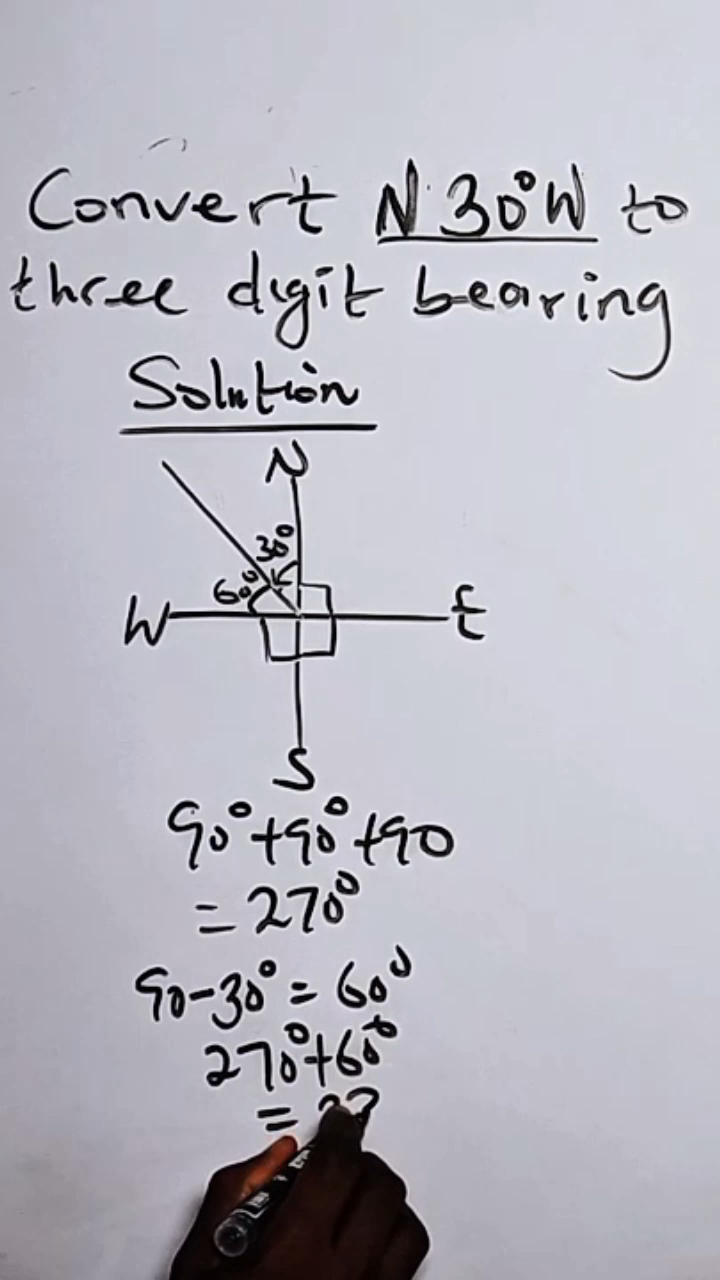 Convert N30°W to
three digit bearing
Solution
N
30°
60°
W
E
S
90°+90°+90
=270°
90-30°=60°
270°+60°
=